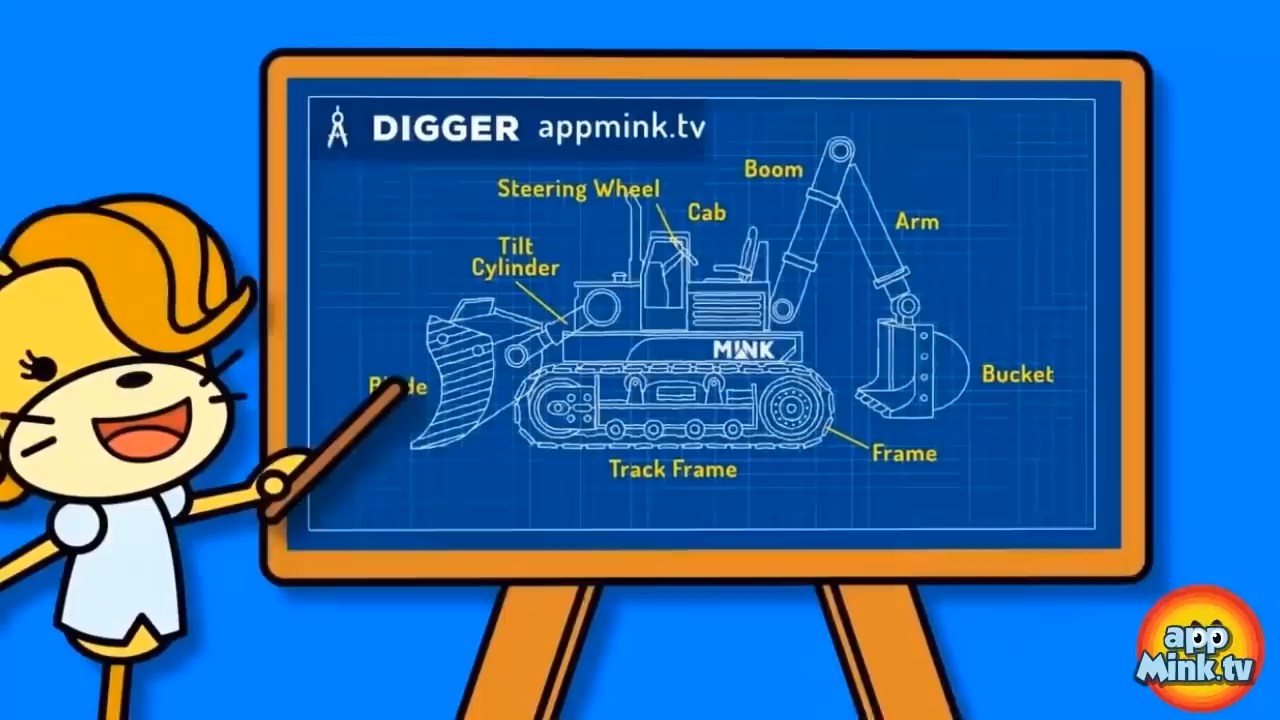 DIGGER appmink.tv
Boom
Steering Wheel
Cab
Arm
Tilt
Cylinder
MINK
Bucket
Frame
Track Frame
app
Mink.tv